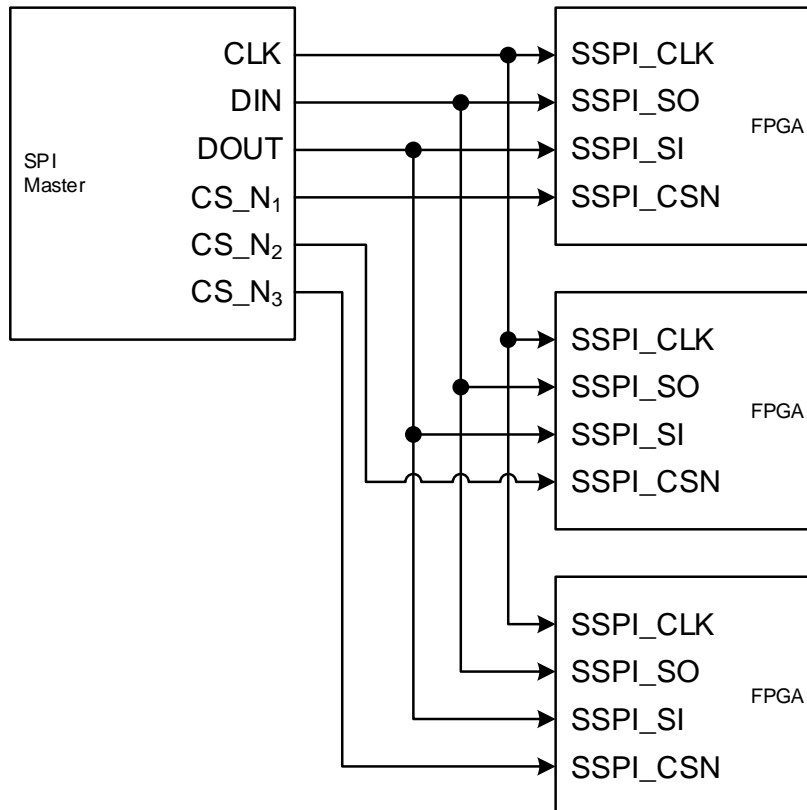 CLK
DIN
DOUT
CS_N₁
CS_N₂
CS_N₃
SPI
Master
SSPI_CLK
SSPI_SO
SSPI_SI
SSPI_CSN
FPGA
SSPI_CLK
SSPI_SO
SSPI_SI
SSPI_CSN
FPGA
SSPI_CLK
SSPI_SO
SSPI_SI
SSPI_CSN
FPGA